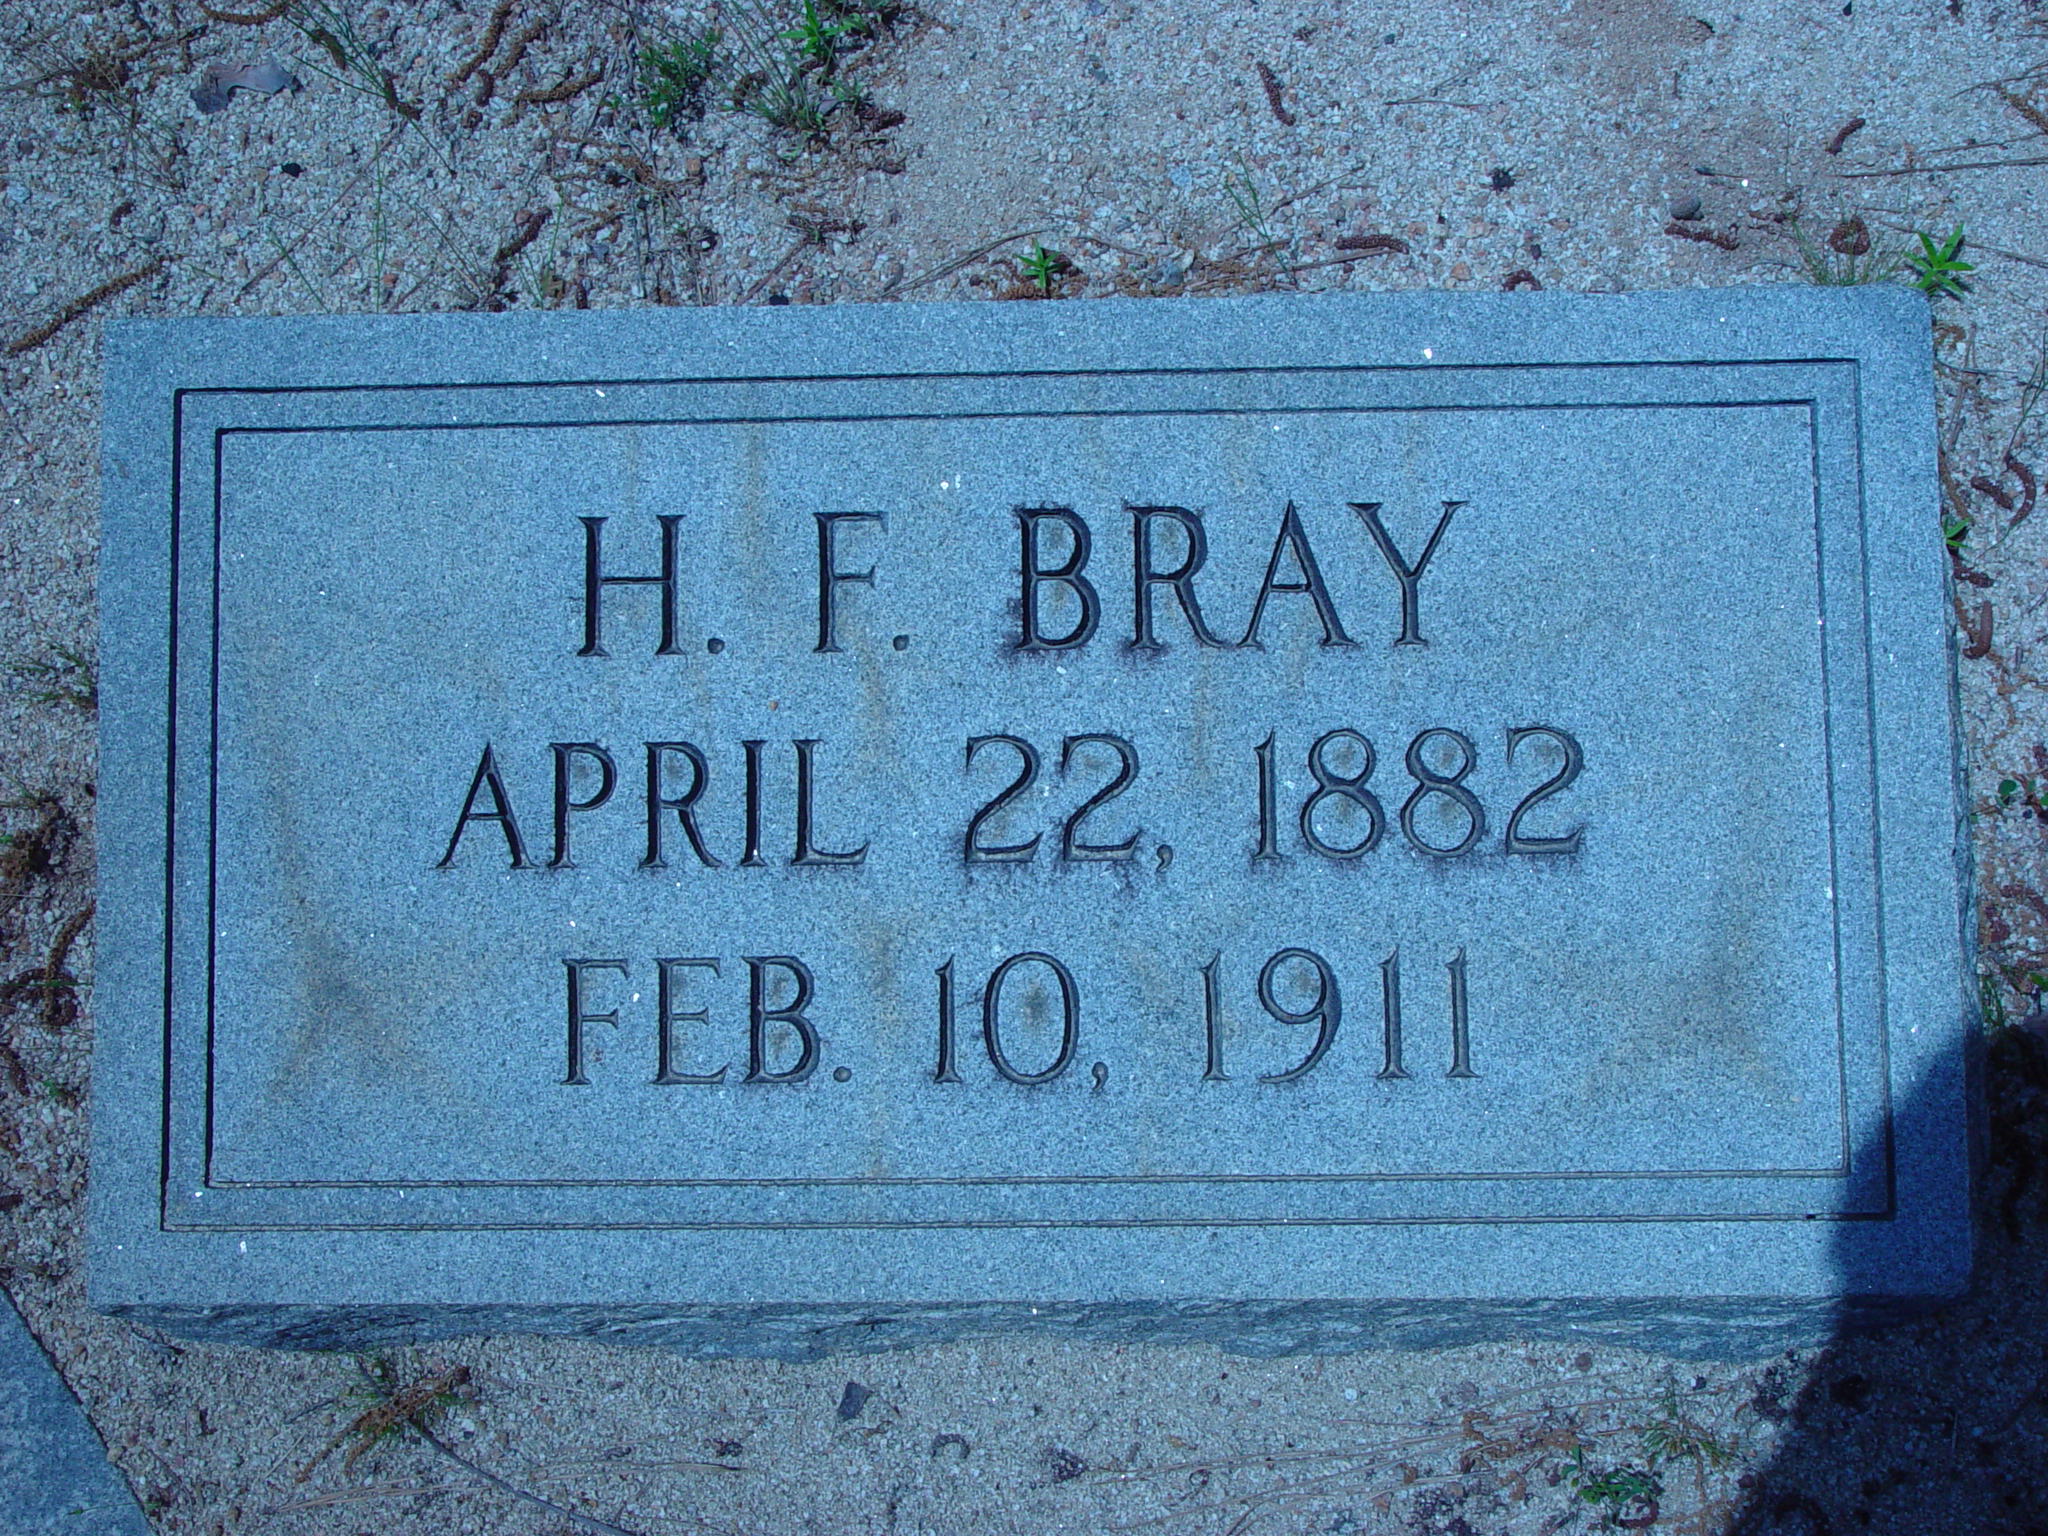 H. F. BRAY
APRIL 22, 1882
FEB. 10, 1911